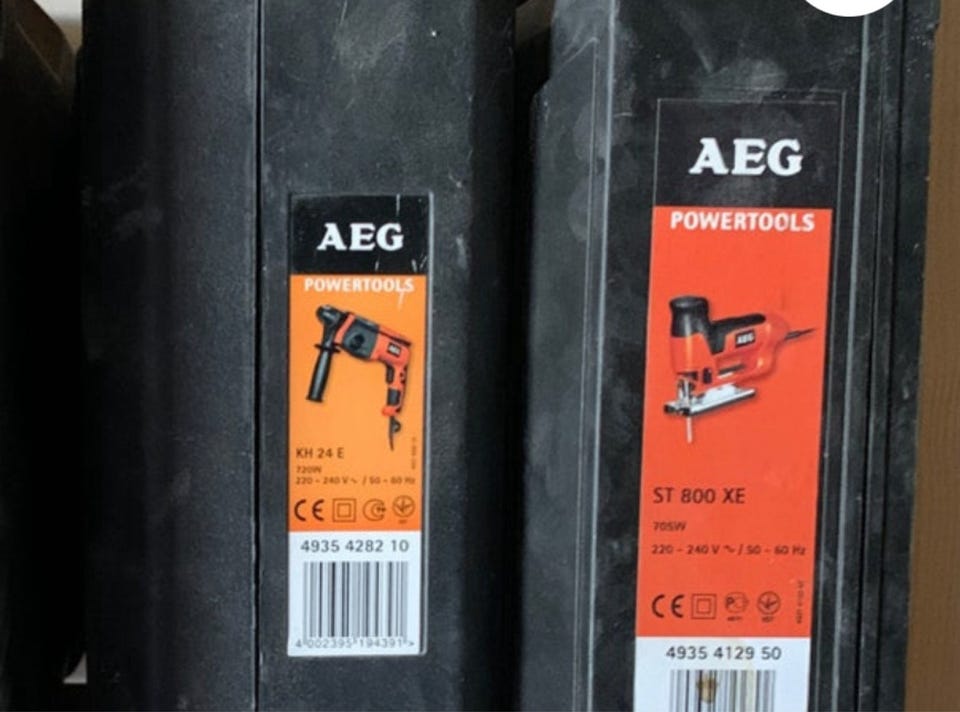 AEG
POWERTOOLS
AEG
KH 24 E
720W
220 – 240 V ~ / 50 – 60 Hz
CE
4935 4282 10
4 002395 194391 >
AEG
POWERTOOLS
AEG
ST 800 XE
705W
220 – 240 V ~ / 50 – 60 Hz
CE
4935 4129 50